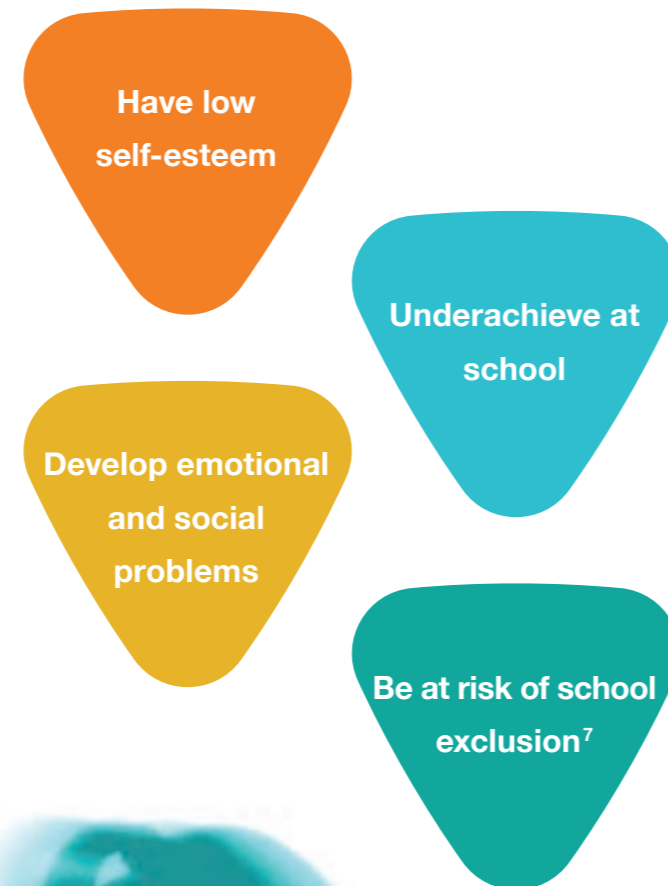 Have low
self-esteem
Underachieve at
school
Develop emotional
and social
problems
Be at risk of school
exclusion⁷